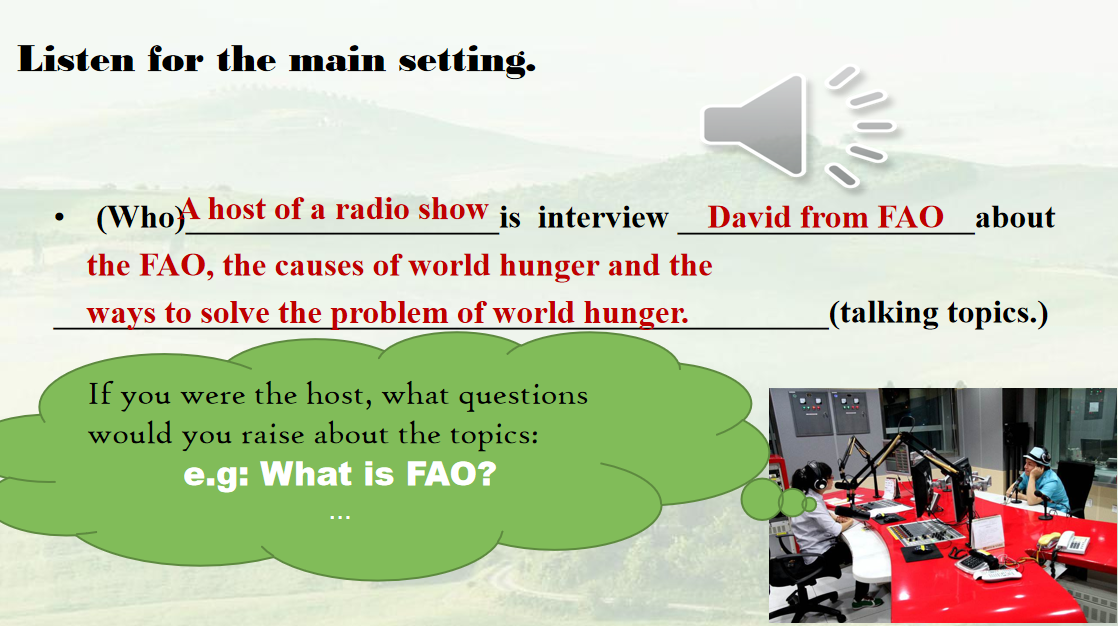 Listen for the main setting.
• (Who)A host of a radio show is interview David from FAO about
the FAO, the causes of world hunger and the
ways to solve the problem of world hunger. (talking topics.)
If you were the host, what questions
would you raise about the topics:
e.g: What is FAO?
...